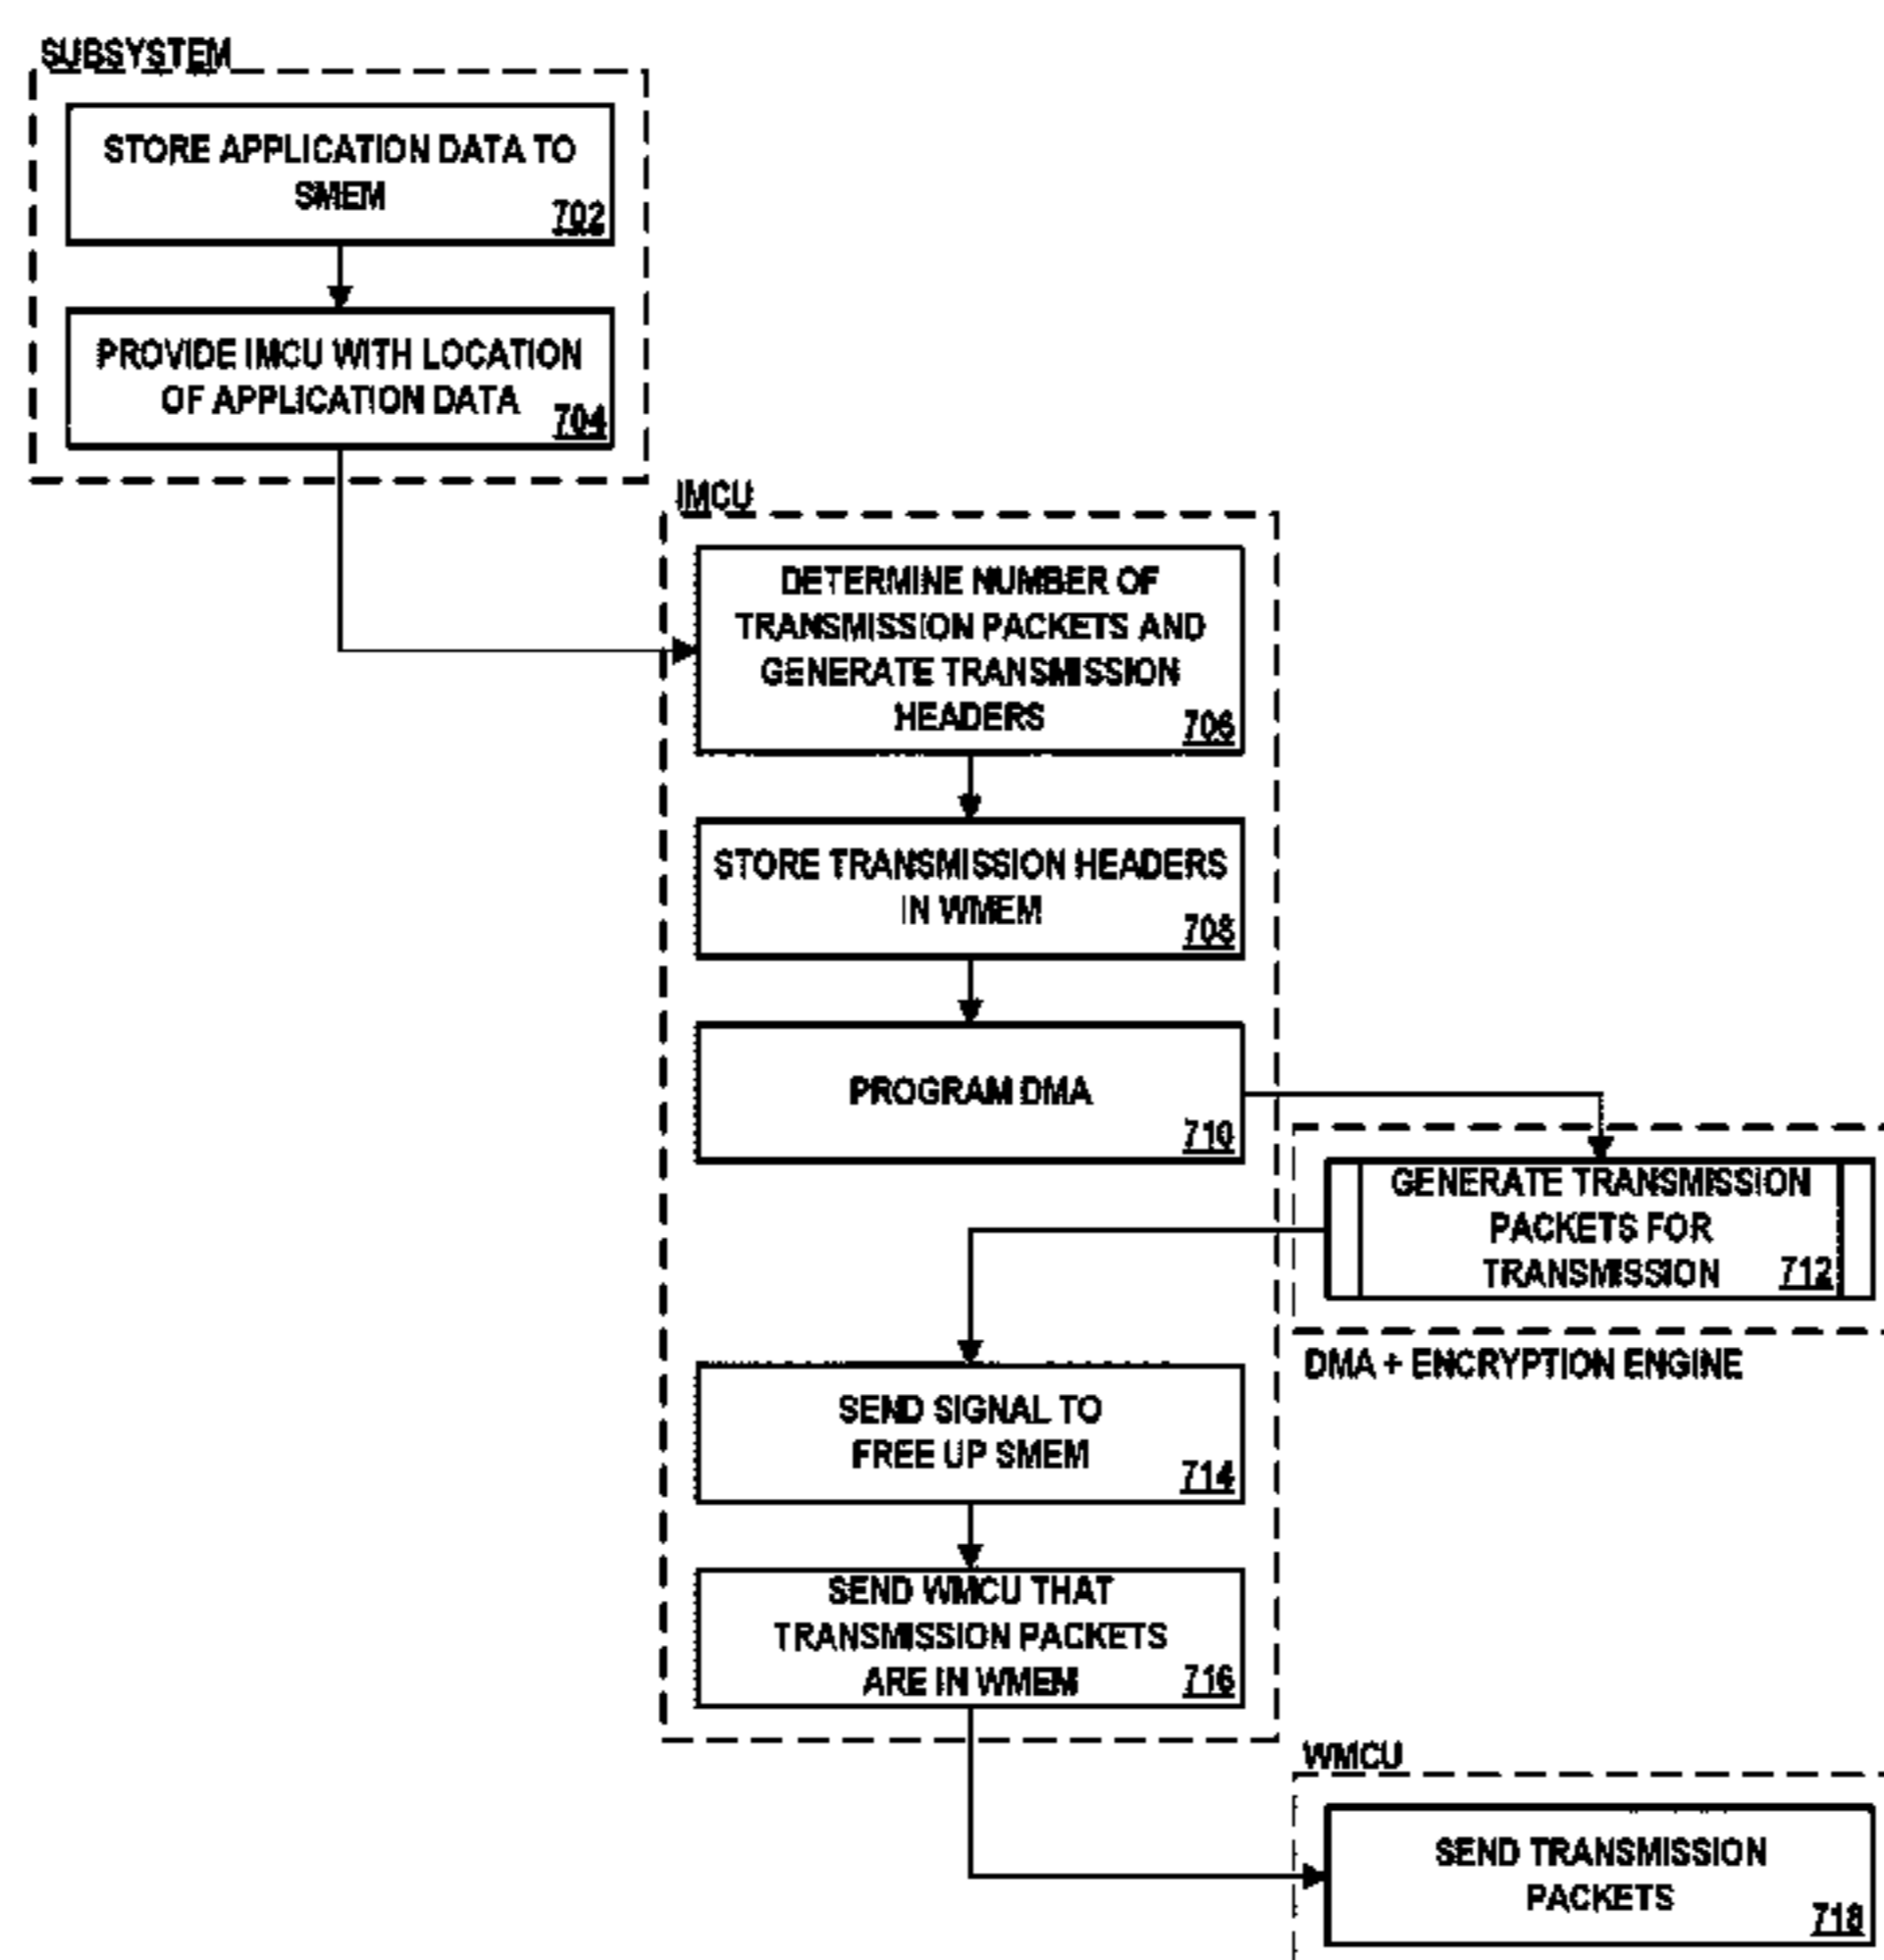 SUBSYSTEM
STORE APPLICATION DATA TO
SMEM
702
PROVIDE IMCU WITH LOCATION
OF APPLICATION DATA
704
IMCU
DETERMINE NUMBER OF
TRANSMISSION PACKETS AND
GENERATE TRANSMISSION
HEADERS
706
STORE TRANSMISSION HEADERS
IN WMEM
708
PROGRAM DMA
710
GENERATE TRANSMISSION
PACKETS FOR
TRANSMISSION
712
DMA + ENCRYPTION ENGINE
SEND SIGNAL TO
FREE UP SMEM
714
SEND WMCU THAT
TRANSMISSION PACKETS
ARE IN WMEM
716
WMCU
SEND TRANSMISSION
PACKETS
718